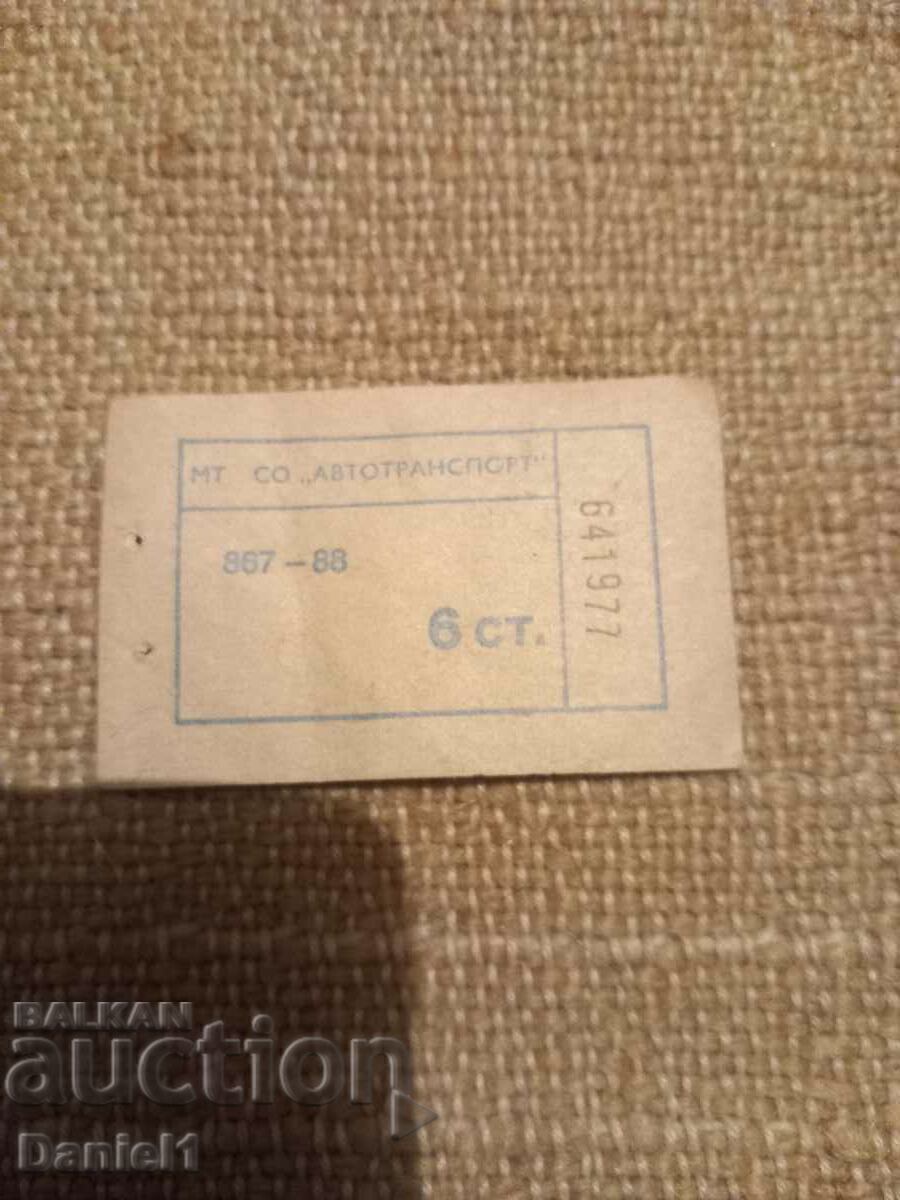 МТ СО „АВТОТРАНСПОРТ"
867-88
6 СТ.
641977
BALKAN
auction
Daniel1